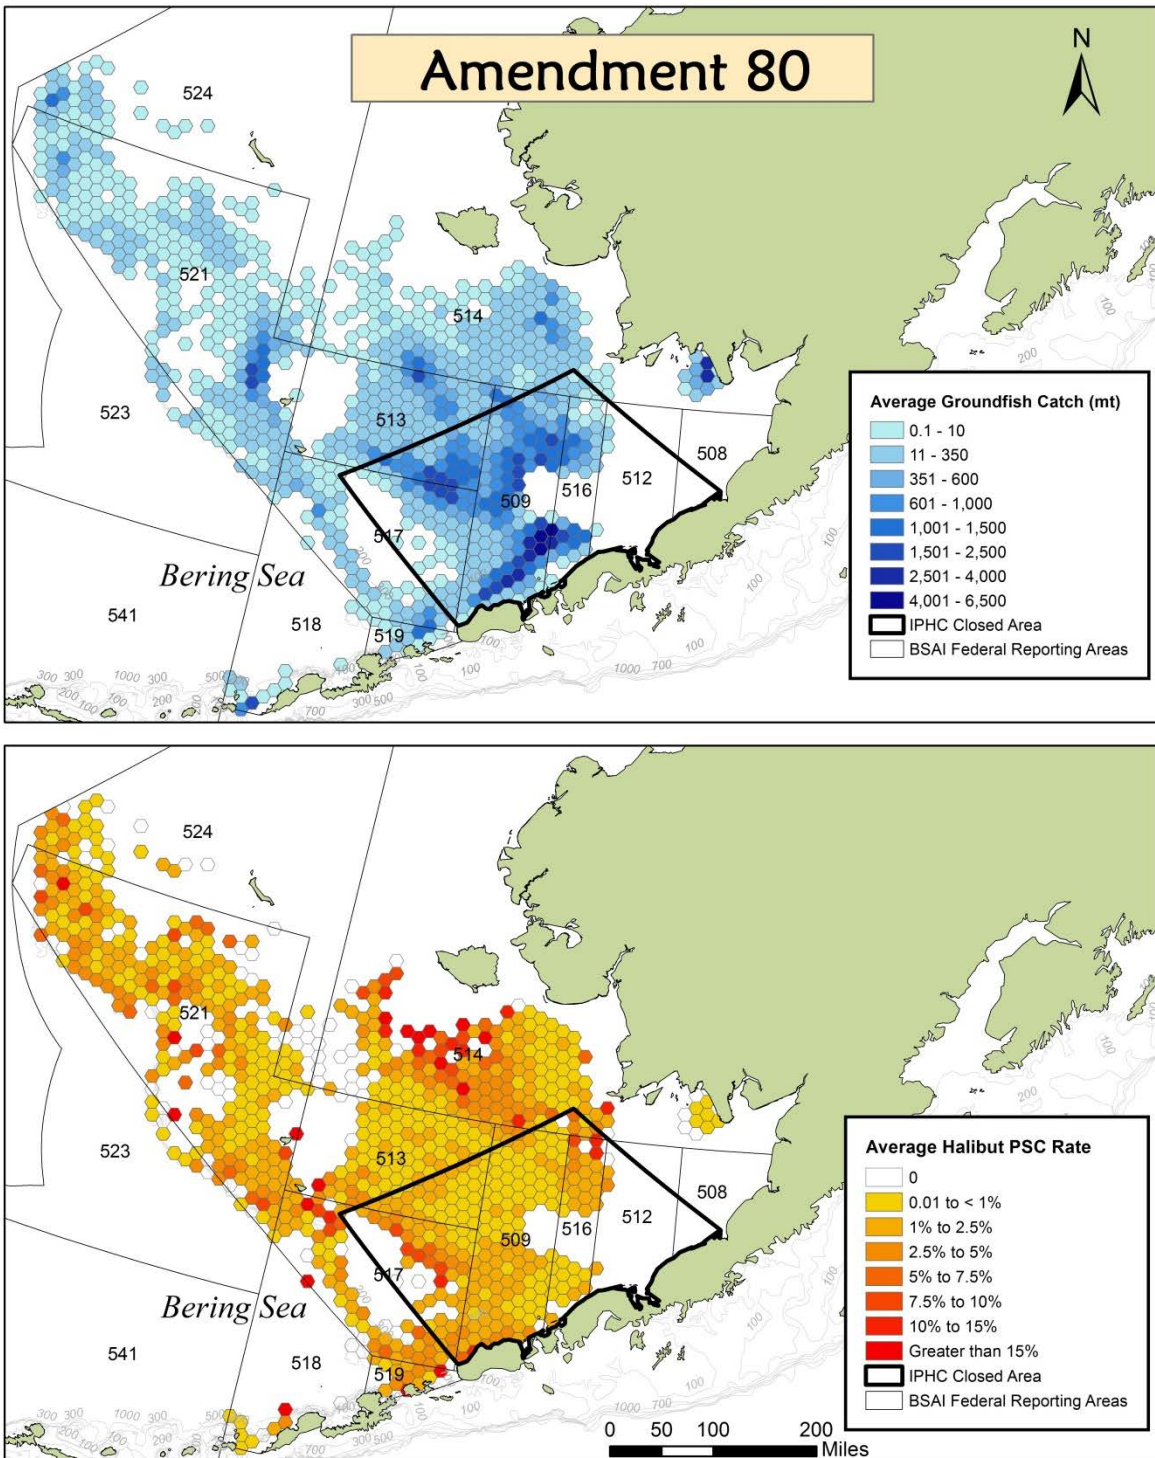 Amendment 80
N
524
521
514
523
513
508
512
516
509
517
Bering Sea
541
518
519
Average Groundfish Catch (mt)
0.1 - 10
11 - 350
351 - 600
601 - 1,000
1,001 - 1,500
1,501 - 2,500
2,501 - 4,000
4,001 - 6,500
IPHC Closed Area
BSAI Federal Reporting Areas
524
521
514
523
513
508
512
516
509
517
Bering Sea
541
518
519
Average Halibut PSC Rate
0
0.01 to < 1%
1% to 2.5%
2.5% to 5%
5% to 7.5%
7.5% to 10%
10% to 15%
Greater than 15%
IPHC Closed Area
BSAI Federal Reporting Areas
0 50 100 200
Miles